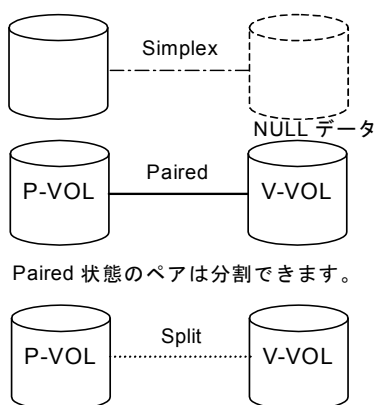 Simplex
NULL データ
Paired
P-VOL
V-VOL
Paired 状態のペアは分割できます。
Split
P-VOL
V-VOL